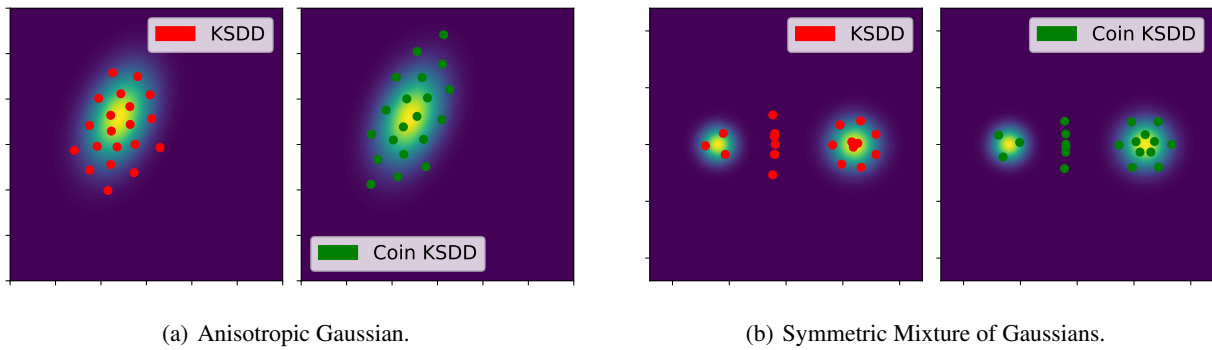 KSDD
Coin KSDD
KSDD
Coin KSDD
(a) Anisotropic Gaussian.
(b) Symmetric Mixture of Gaussians.